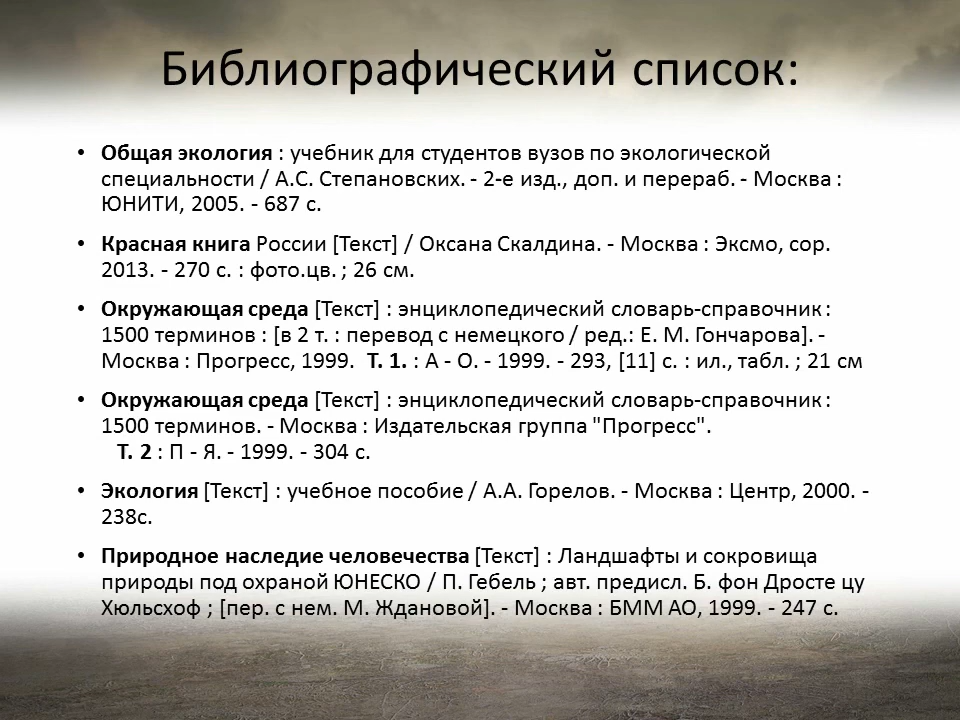 Библиографический список:
• Общая экология : учебник для студентов вузов по экологической
специальности / А.С. Степановских. - 2-е изд., доп. и перераб. - Москва :
ЮНИТИ, 2005. - 687 с.
• Красная книга России [Текст] / Оксана Скалдина. - Москва : Эксмо, сор.
2013. - 270 с. : фото.цв. ; 26 см.
• Окружающая среда [Текст] : энциклопедический словарь-справочник :
1500 терминов : [в 2 т. : перевод с немецкого / ред.: Е. М. Гончарова]. -
Москва : Прогресс, 1999. Т. 1. : А - О. - 1999. - 293, [11] с. : ил., табл. ; 21 см
• Окружающая среда [Текст] : энциклопедический словарь-справочник :
1500 терминов. - Москва : Издательская группа "Прогресс".
Т. 2 : П - Я. - 1999. - 304 с.
• Экология [Текст] : учебное пособие / А.А. Горелов. - Москва : Центр, 2000. -
238с.
• Природное наследие человечества [Текст] : Ландшафты и сокровища
природы под охраной ЮНЕСКО / П. Гебель ; авт. предисл. Б. фон Дросте цу
Хюльсхоф ; [пер. с нем. М. Ждановой]. - Москва : БММ АО, 1999. - 247 с.